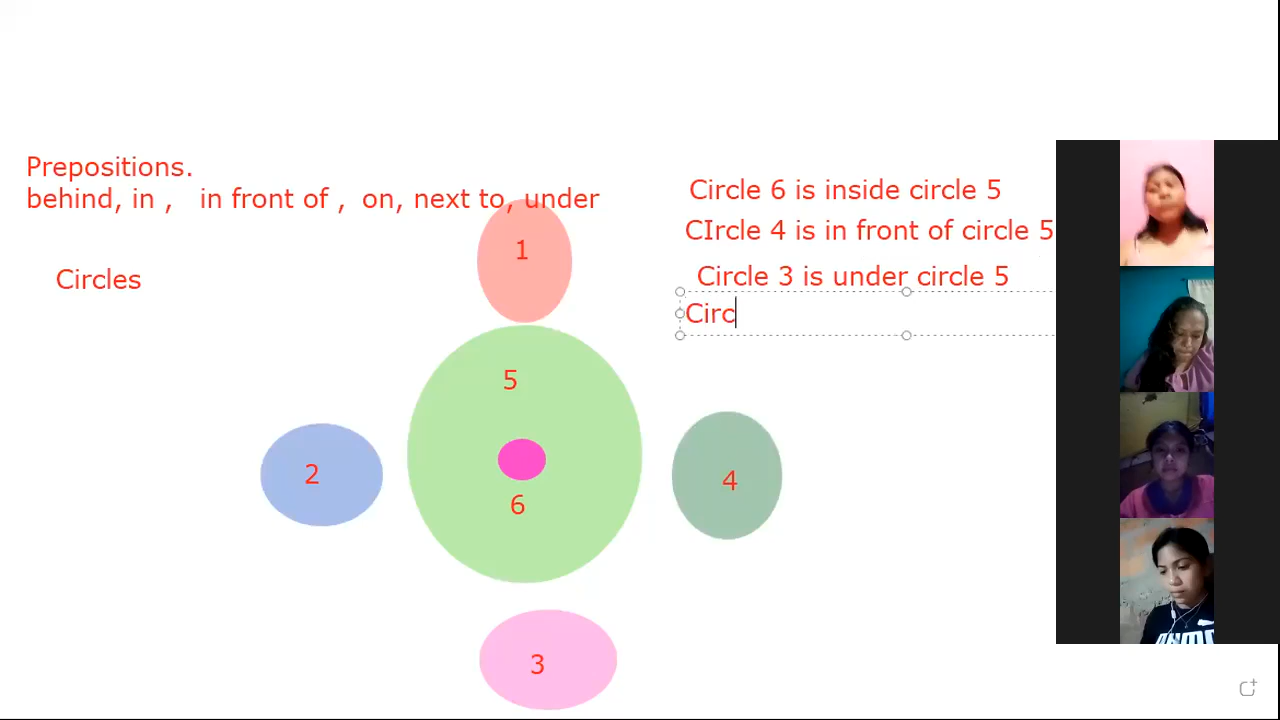 Prepositions.
behind, in ,   in front of ,  on, next to, under
Circles
1
5
2
6
4
3
Circle 6 is inside circle 5
CIrcle 4 is in front of circle 5
Circle 3 is under circle 5
Circ